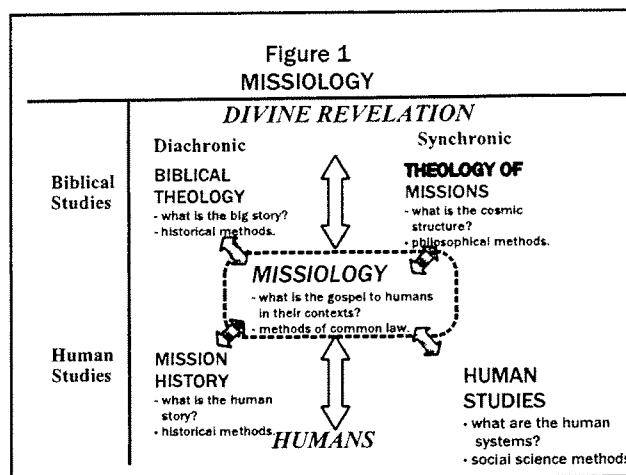 Figure 1
MISSIOLOGY
DIVINE REVELATION
Diachronic
Synchronic
Biblical
Studies
BIBLICAL
THEOLOGY
- what is the big story?
- historical methods.
THEOLOGY OF
MISSIONS
- what is the cosmic
structure?
- philosophical methods.
MISSIOLOGY
- what is the gospel to humans
in their contexts?
- methods of common law.
Human
Studies
MISSION
HISTORY
- what is the human
story?
- historical methods.
HUMANS
HUMAN
STUDIES
- what are the human
systems?
- social science methods